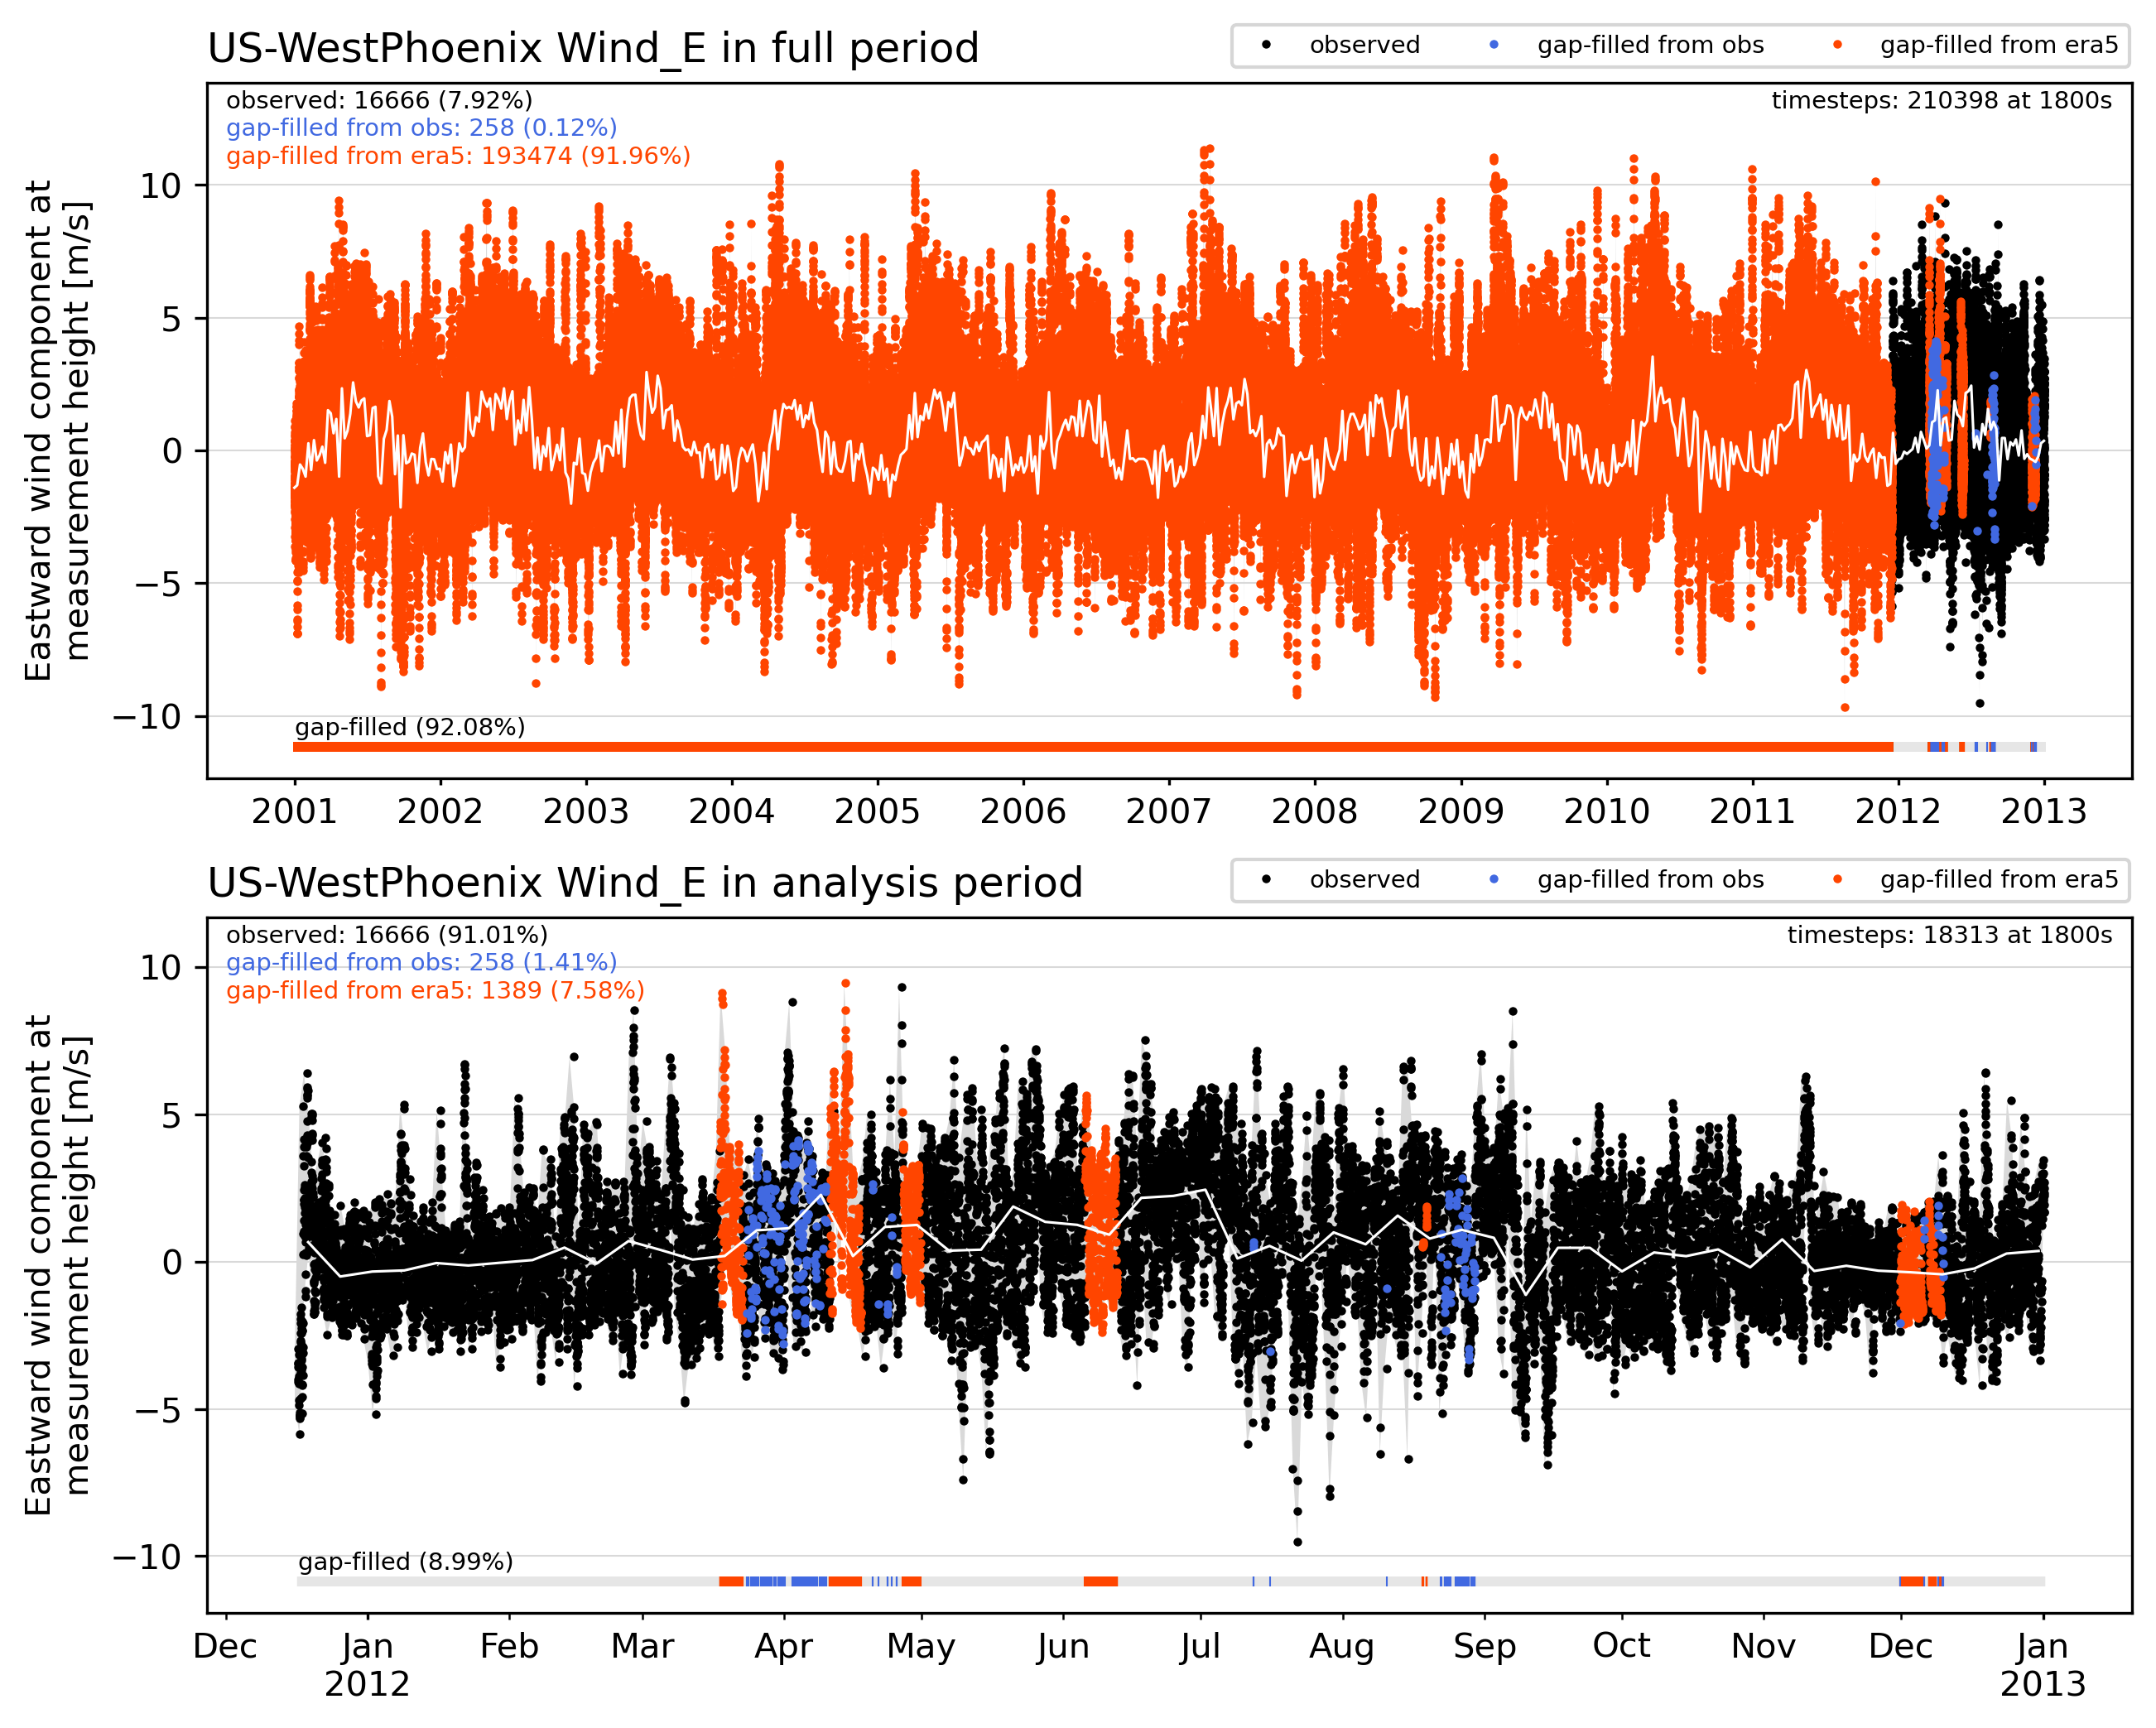 US-WestPhoenix Wind_E in full period
observed
gap-filled from obs
gap-filled from era5
observed: 16666 (7.92%)
gap-filled from obs: 258 (0.12%)
gap-filled from era5: 193474 (91.96%)
timesteps: 210398 at 1800s
Eastward wind component at
measurement height [m/s]
10
5
0
−5
−10
gap-filled (92.08%)
2001 2002 2003 2004 2005 2006 2007 2008 2009 2010 2011 2012 2013
US-WestPhoenix Wind_E in analysis period
observed
gap-filled from obs
gap-filled from era5
observed: 16666 (91.01%)
gap-filled from obs: 258 (1.41%)
gap-filled from era5: 1389 (7.58%)
timesteps: 18313 at 1800s
Eastward wind component at
measurement height [m/s]
10
5
0
−5
−10
gap-filled (8.99%)
Dec Jan Feb Mar Apr May Jun Jul Aug Sep Oct Nov Dec Jan
2012 2013